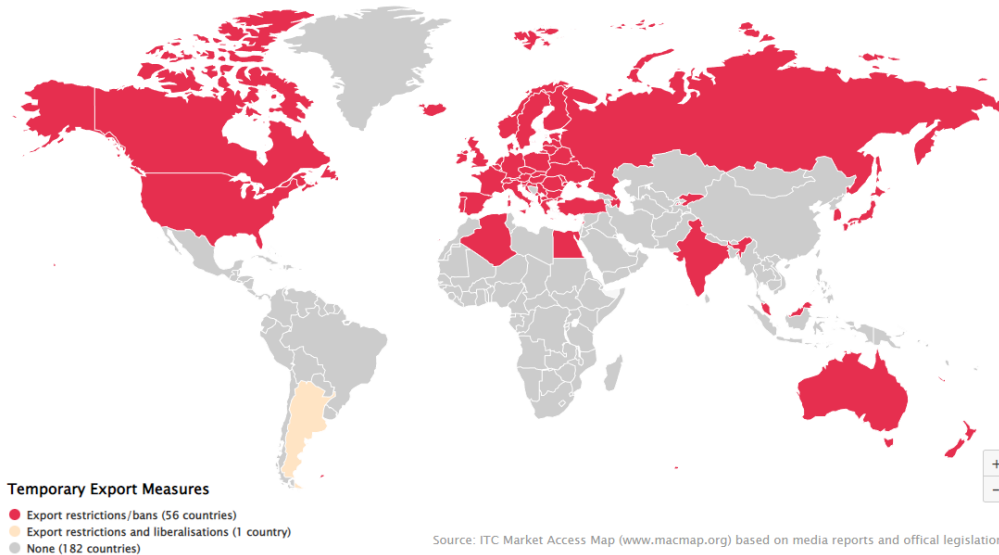 Temporary Export Measures
Export restrictions/bans (56 countries)
Export restrictions and liberalisations (1 country)
None (182 countries)
+
−
Source: ITC Market Access Map (www.macmap.org) based on media reports and offical legislation